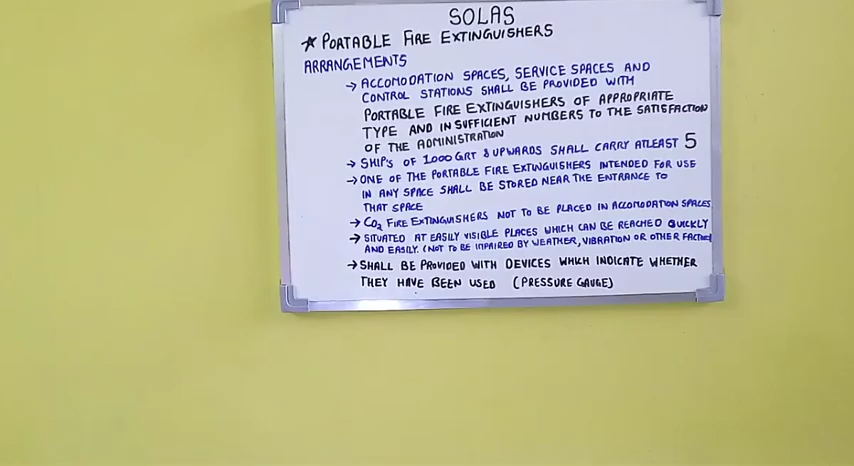 SOLAS
★ PORTABLE FIRE EXTINGUISHERS
ARRANGEMENTS
→ ACCOMODATION SPACES, SERVICE SPACES AND
CONTROL STATIONS SHALL BE PROVIDED WITH
PORTABLE FIRE EXTINGUISHERS OF APPROPRIATE
TYPE AND IN SUFFICIENT NUMBERS TO THE SATISFACTION
OF THE ADMINISTRATION
→ SHIP'S OF 1000 GRT & UPWARDS SHALL CARRY ATLEAST 5
→ ONE OF THE PORTABLE FIRE EXTINGUISHERS INTENDED FOR USE
IN ANY SPACE SHALL BE STORED NEAR THE ENTRANCE TO
THAT SPACE
→ CO2 FIRE EXTINGUISHERS NOT TO BE PLACED IN ACCOMODATION SPACES
→ SITUATED AT EASILY VISIBLE PLACES WHICH CAN BE REACHED QUICKLY
AND EASILY. (NOT TO BE IMPAIRED BY WEATHER, VIBRATION OR OTHER
→ SHALL BE PROVIDED WITH DEVICES WHICH INDICATE WHETHER
THEY HAVE BEEN USED (PRESSURE GAUGE)